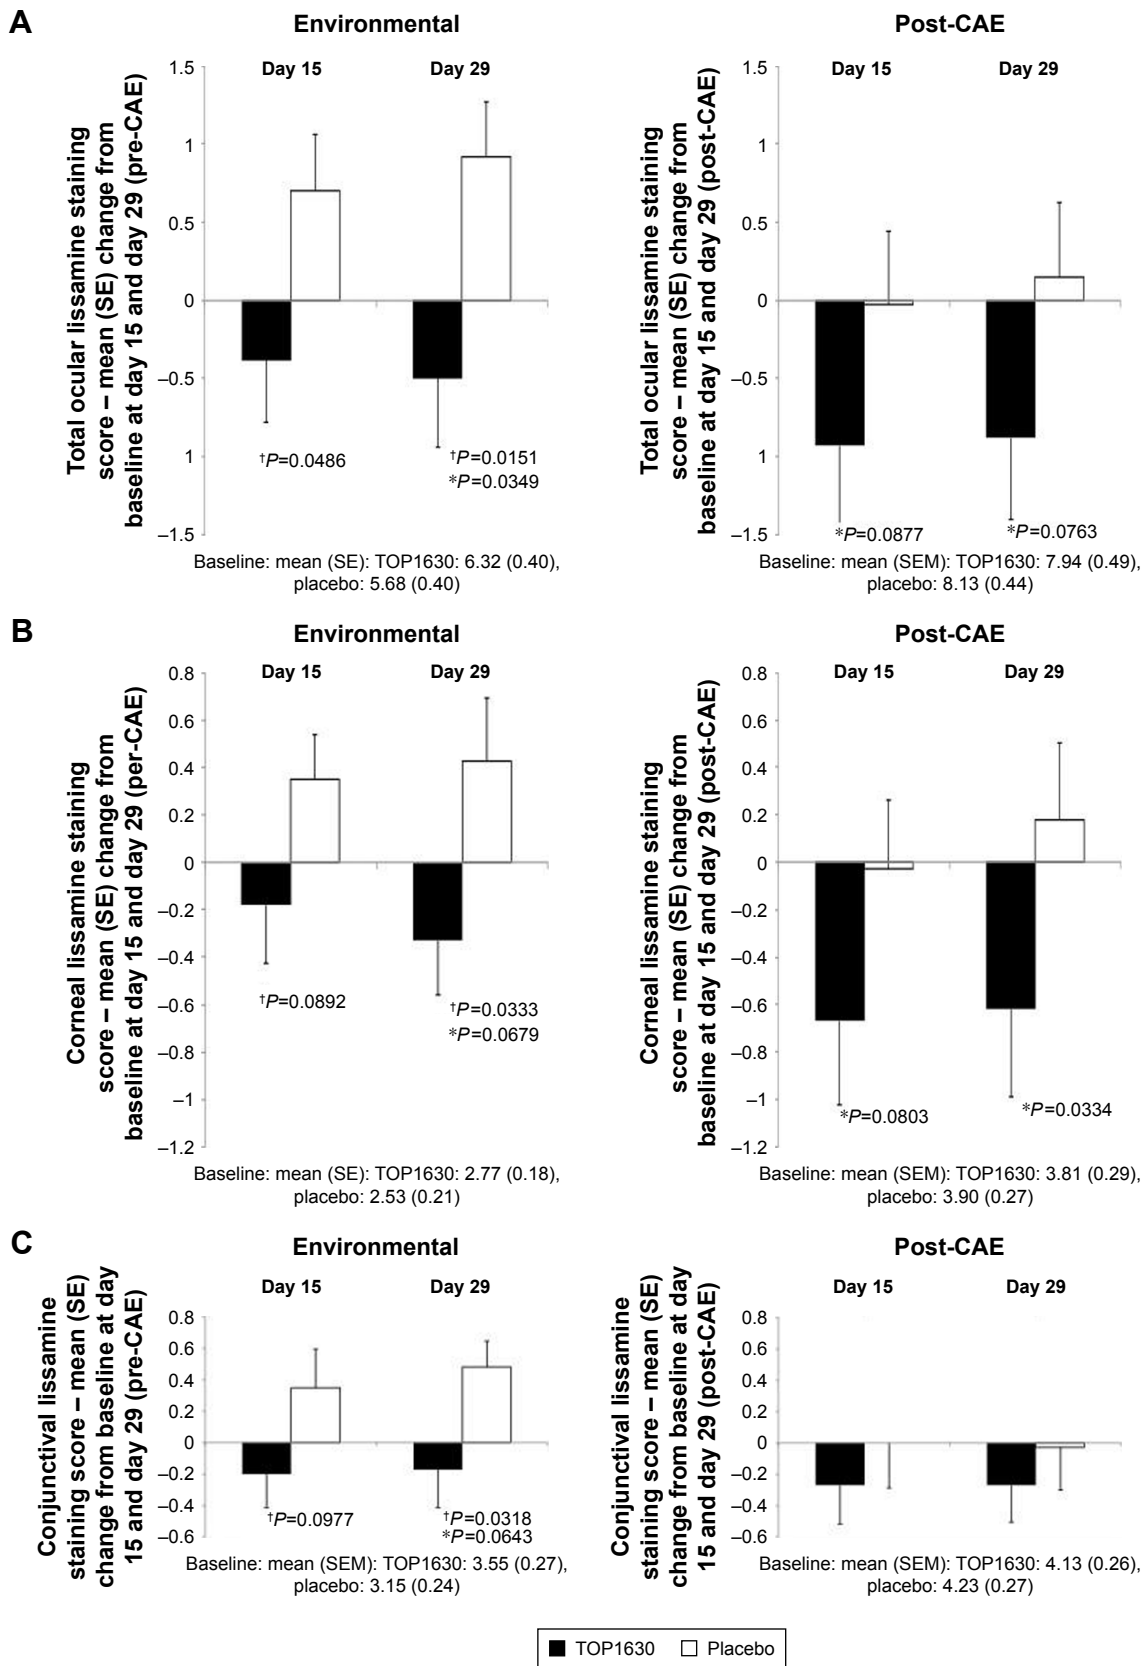 A
Environmental
Post-CAE
Day 15
Day 29
Day 15
Day 29
Total ocular lissamine staining
score – mean (SE) change from
baseline at day 15 and day 29 (pre-CAE)
1.5
1
0.5
0
–0.5
1
–1.5
†P=0.0486
†P=0.0151
*P=0.0349
Baseline: mean (SE): TOP1630: 6.32 (0.40),
placebo: 5.68 (0.40)
Total ocular lissamine staining
score – mean (SE) change from
baseline at day 15 and day 29 (post-CAE)
1.5
1
0.5
0
–0.5
1
–1.5
*P=0.0877
*P=0.0763
Baseline: mean (SEM): TOP1630: 7.94 (0.49),
placebo: 8.13 (0.44)
B
Environmental
Post-CAE
Day 15
Day 29
Day 15
Day 29
Corneal lissamine staining
score – mean (SE) change from
baseline at day 15 and day 29 (per-CAE)
0.8
0.6
0.4
0.2
0
–0.2
–0.4
–0.6
–0.8
–1
–1.2
†P=0.0892
†P=0.0333
*P=0.0679
Baseline: mean (SE): TOP1630: 2.77 (0.18),
placebo: 2.53 (0.21)
Corneal lissamine staining
score – mean (SE) change from
baseline at day 15 and day 29 (post-CAE)
0.8
0.6
0.4
0.2
0
–0.2
–0.4
–0.6
–0.8
–1
–1.2
*P=0.0803
*P=0.0334
Baseline: mean (SEM): TOP1630: 3.81 (0.29),
placebo: 3.90 (0.27)
C
Environmental
Post-CAE
Day 15
Day 29
Day 15
Day 29
Conjunctival lissamine
staining score – mean (SE)
change from baseline at day
15 and day 29 (pre-CAE)
0.8
0.6
0.4
0.2
0
–0.2
–0.4
–0.6
†P=0.0977
†P=0.0318
*P=0.0643
Baseline: mean (SEM): TOP1630: 3.55 (0.27),
placebo: 3.15 (0.24)
Conjunctival lissamine
staining score – mean (SE)
change from baseline at day
15 and day 29 (post-CAE)
0.8
0.6
0.4
0.2
0
–0.2
–0.4
–0.6
Baseline: mean (SEM): TOP1630: 4.13 (0.26),
placebo: 4.23 (0.27)
TOP1630
Placebo